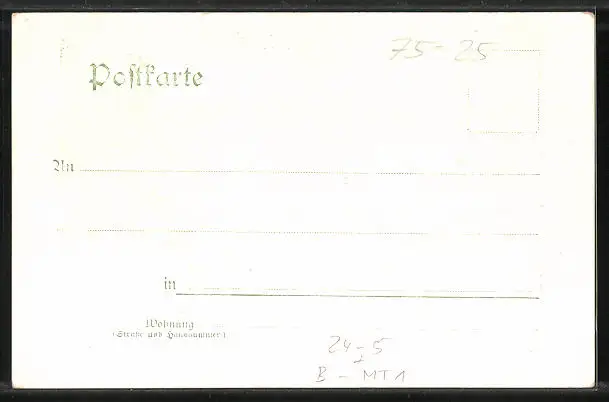 75- 25-
Postkarte
An
in
Wohnung
(Straße und Hausnummer)
24-5
B - MT1